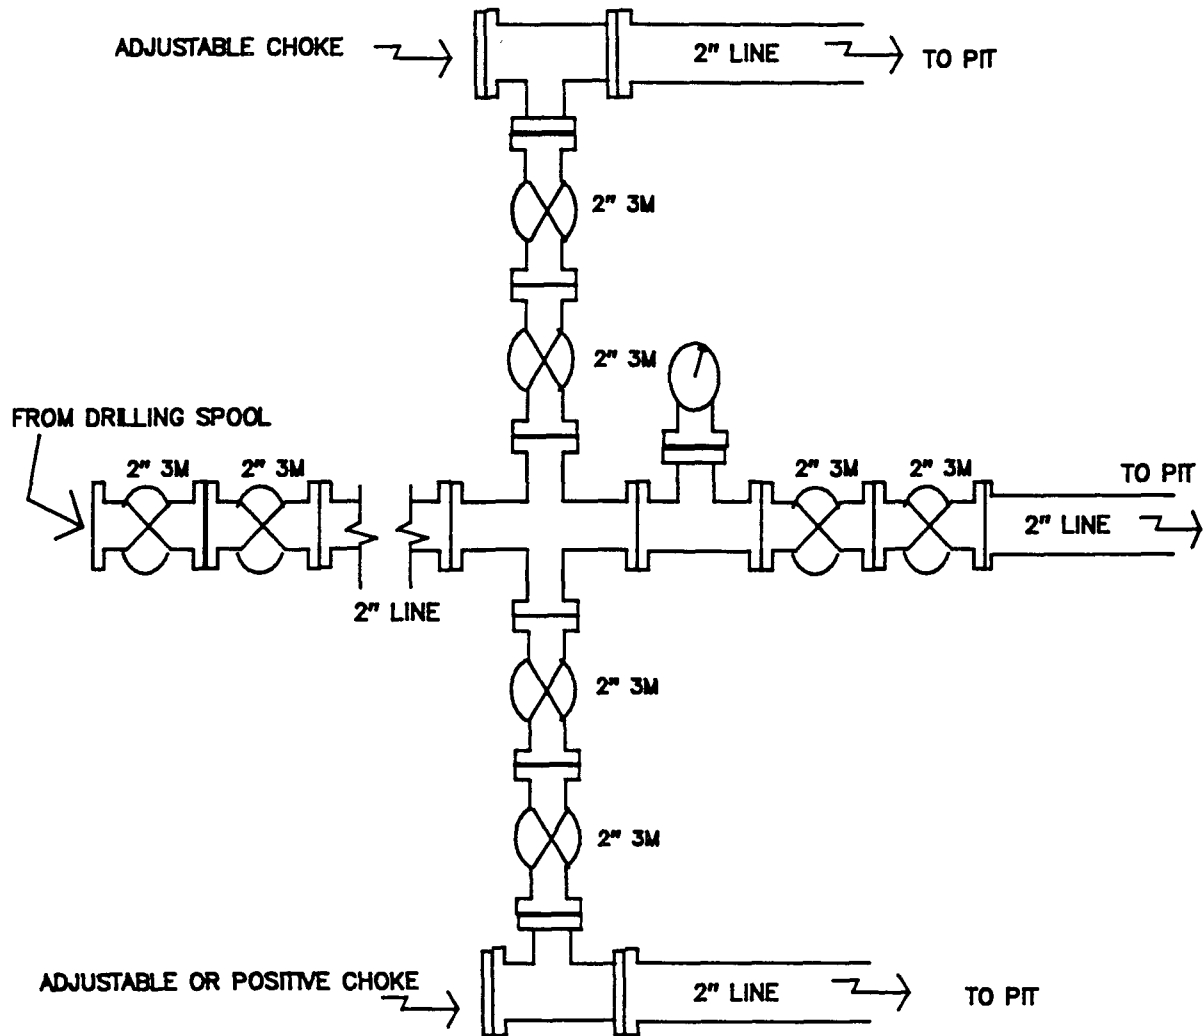 ADJUSTABLE CHOKE
2" LINE
TO PIT
2" 3M
2" 3M
FROM DRILLING SPOOL
2" 3M
2" 3M
2" 3M
2" 3M
TO PIT
2" LINE
2" LINE
2" 3M
2" 3M
ADJUSTABLE OR POSITIVE CHOKE
2" LINE
TO PIT